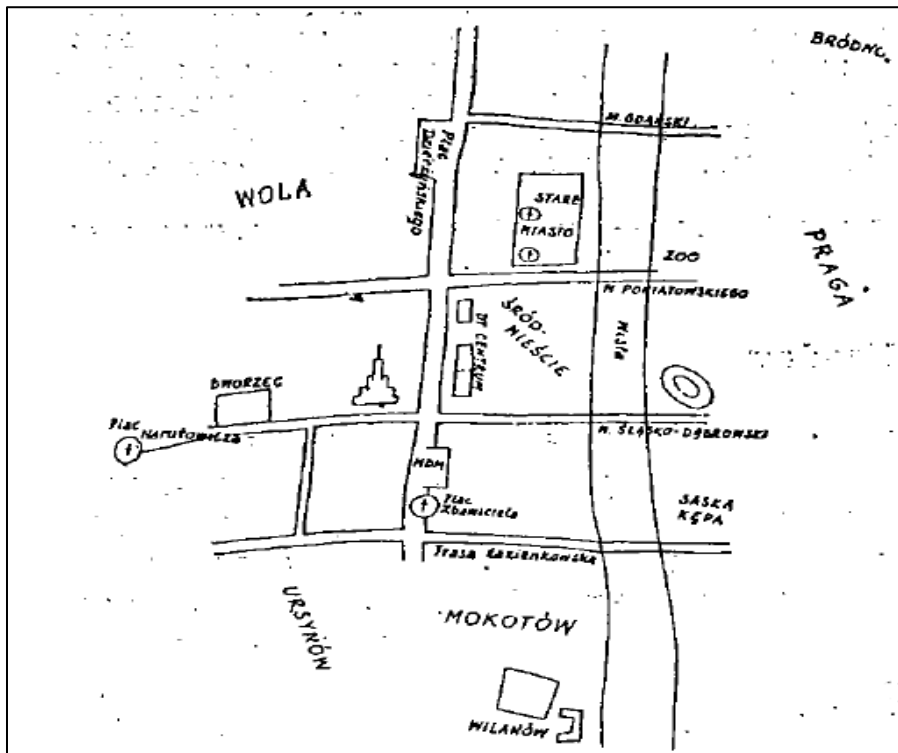 BRÓDNO
M. GDAŃSKI
Plac
Dzierżyńskiego
WOLA
STARE
MIASTO
ZOO
PRAGA
M. PONIATOWSKIEGO
ŚRÓD-
MIEŚCIE
DT CENTRUM
Wisła
DWORZEC
Plac
Narutowicza
M. ŚLĄSKO-DĄBROWSKI
MDM
Plac
Zbawiciela
SASKA
KĘPA
Trasa Łazienkowska
URSYNÓW
MOKOTÓW
WILANÓW